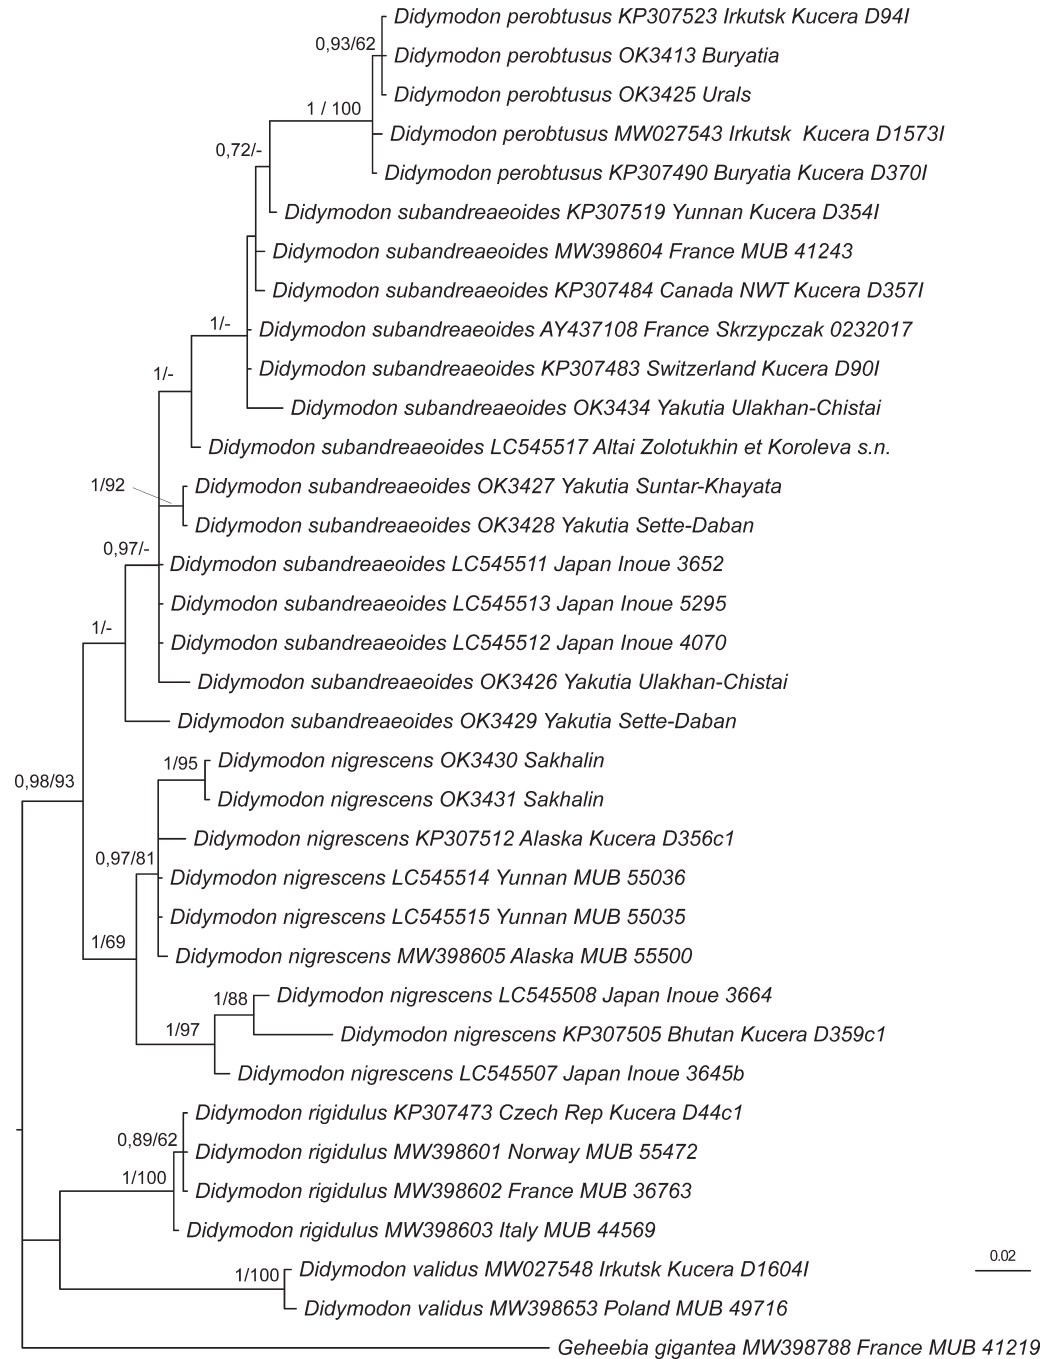 Didymodon perobtusus KP307523 Irkutsk Kucera D94I
0,93/62
Didymodon perobtusus OK3413 Buryatia
Didymodon perobtusus OK3425 Urals
1 / 100
Didymodon perobtusus MW027543 Irkutsk Kucera D1573I
0,72/-
Didymodon perobtusus KP307490 Buryatia Kucera D370I
Didymodon subandreaeoides KP307519 Yunnan Kucera D354I
Didymodon subandreaeoides MW398604 France MUB 41243
Didymodon subandreaeoides KP307484 Canada NWT Kucera D357I
1/-
Didymodon subandreaeoides AY437108 France Skrzypczak 0232017
Didymodon subandreaeoides KP307483 Switzerland Kucera D90I
1/-
Didymodon subandreaeoides OK3434 Yakutia Ulakhan-Chistai
Didymodon subandreaeoides LC545517 Altai Zolotukhin et Koroleva s.n.
1/92
Didymodon subandreaeoides OK3427 Yakutia Suntar-Khayata
Didymodon subandreaeoides OK3428 Yakutia Sette-Daban
0,97/-
Didymodon subandreaeoides LC545511 Japan Inoue 3652
Didymodon subandreaeoides LC545513 Japan Inoue 5295
1/-
Didymodon subandreaeoides LC545512 Japan Inoue 4070
Didymodon subandreaeoides OK3426 Yakutia Ulakhan-Chistai
Didymodon subandreaeoides OK3429 Yakutia Sette-Daban
1/95
Didymodon nigrescens OK3430 Sakhalin
0,98/93
Didymodon nigrescens OK3431 Sakhalin
Didymodon nigrescens KP307512 Alaska Kucera D356c1
0,97/81
Didymodon nigrescens LC545514 Yunnan MUB 55036
Didymodon nigrescens LC545515 Yunnan MUB 55035
1/69
Didymodon nigrescens MW398605 Alaska MUB 55500
1/88
Didymodon nigrescens LC545508 Japan Inoue 3664
1/97
Didymodon nigrescens KP307505 Bhutan Kucera D359c1
Didymodon nigrescens LC545507 Japan Inoue 3645b
Didymodon rigidulus KP307473 Czech Rep Kucera D44c1
0,89/62
Didymodon rigidulus MW398601 Norway MUB 55472
1/100
Didymodon rigidulus MW398602 France MUB 36763
Didymodon rigidulus MW398603 Italy MUB 44569
0.02
1/100
Didymodon validus MW027548 Irkutsk Kucera D1604I
Didymodon validus MW398653 Poland MUB 49716
Geheebia gigantea MW398788 France MUB 41219